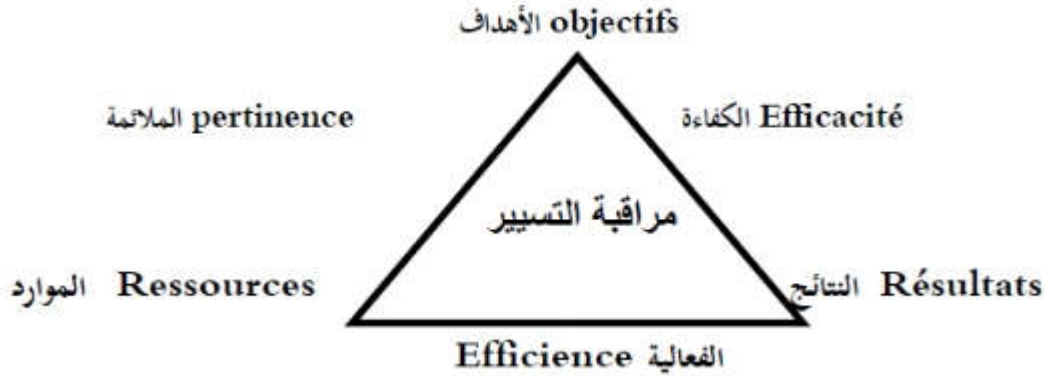 الأهداف objectifs
الملائمة pertinence
الكفاءة Efficacité
مراقبة التسيير
الموارد Ressources
النتائج Résultats
Efficience الفعالية